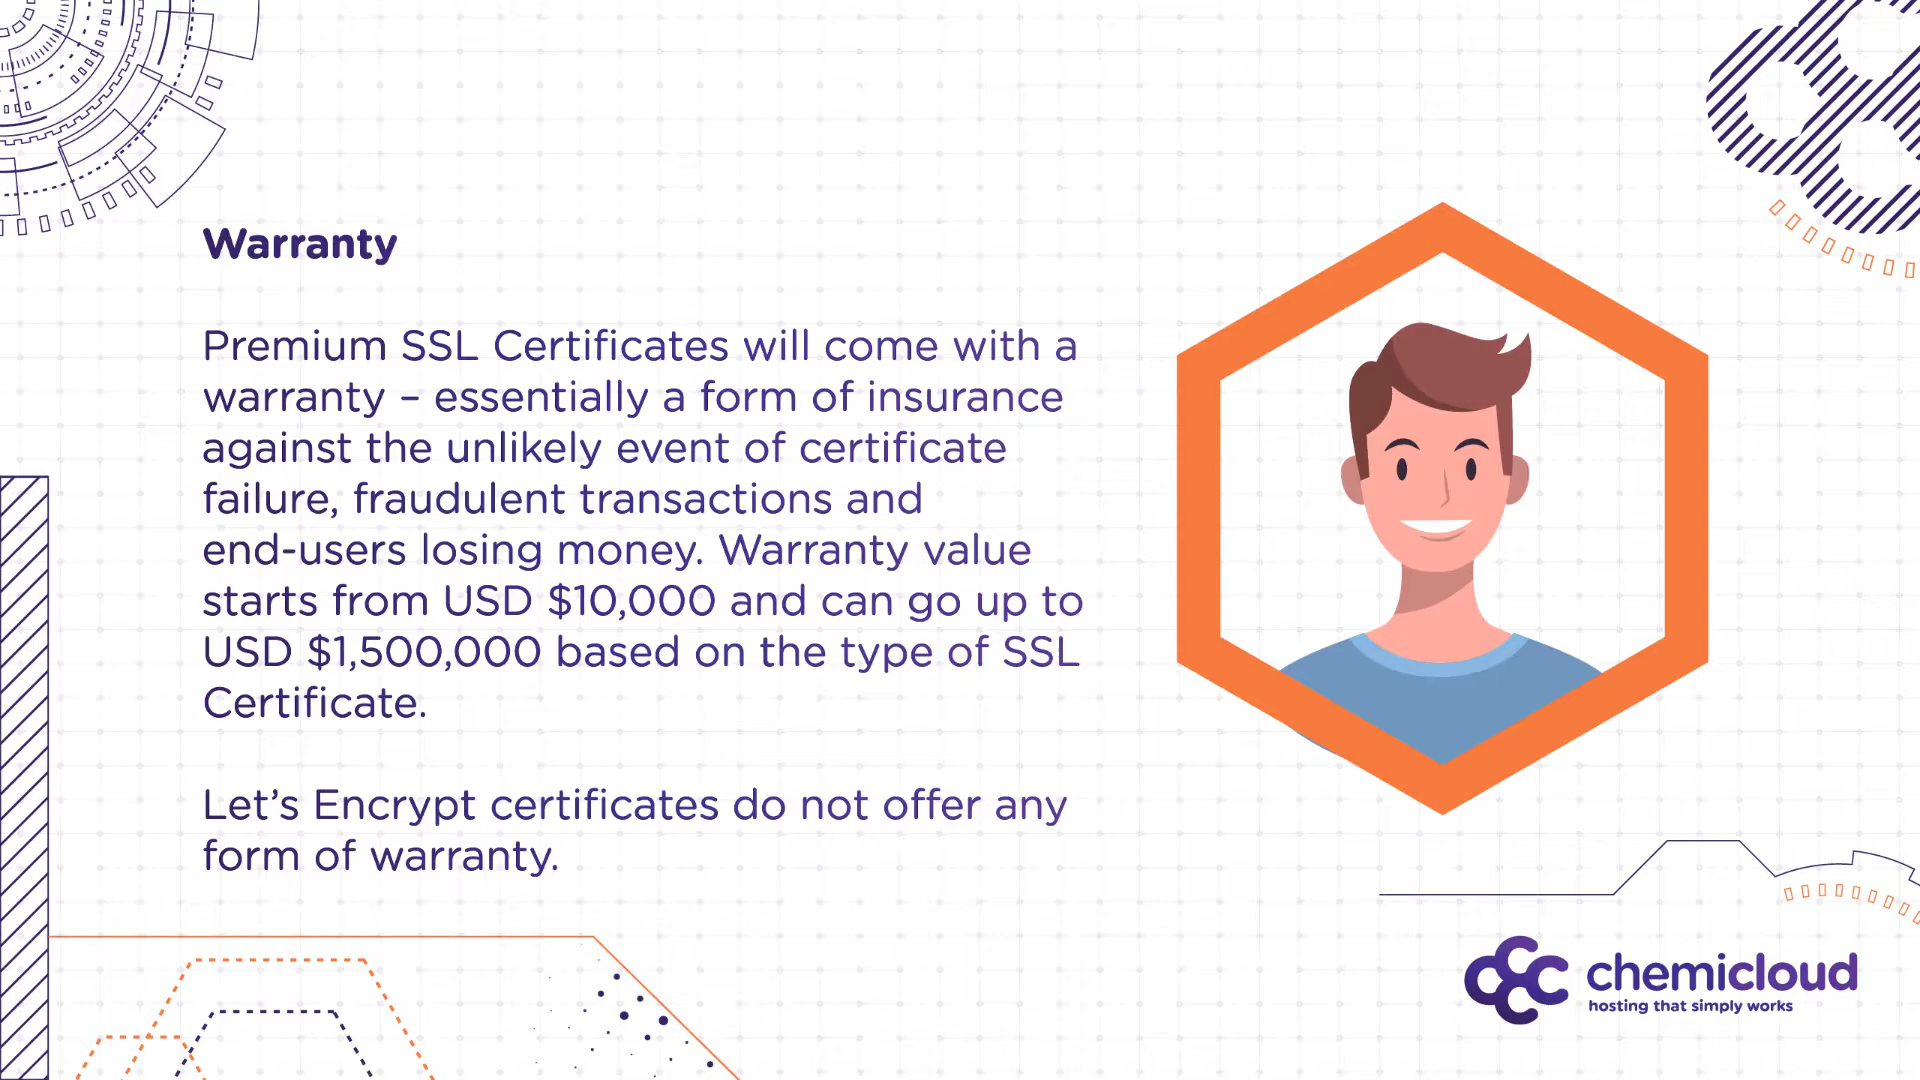 Warranty
Premium SSL Certificates will come with a
warranty – essentially a form of insurance
against the unlikely event of certificate
failure, fraudulent transactions and
end-users losing money. Warranty value
starts from USD $10,000 and can go up to
USD $1,500,000 based on the type of SSL
Certificate.
Let’s Encrypt certificates do not offer any
form of warranty.
chemicloud
hosting that simply works